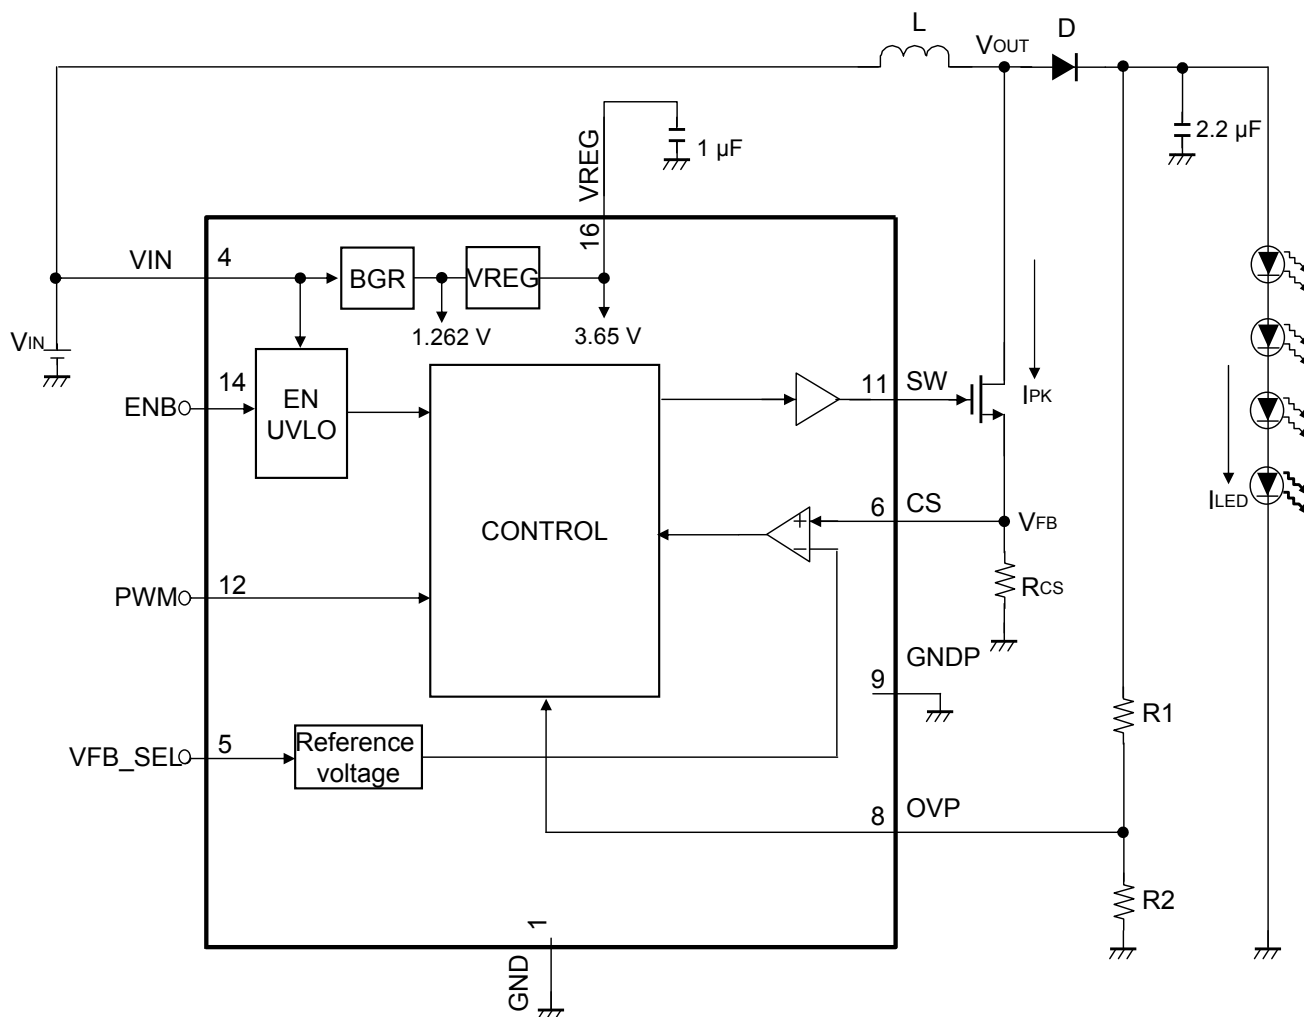 L
VOUT
D
2.2 µF
1 µF
VREG
16
VIN
4
BGR
VREG
1.262 V
3.65 V
VIN
14
ENB
EN
UVLO
11
SW
IPK
ILED
6
CS
VFB
CONTROL
RCS
12
PWM
GNDP
9
R1
5
VFB_SEL
Reference
voltage
8
OVP
R2
1
GND